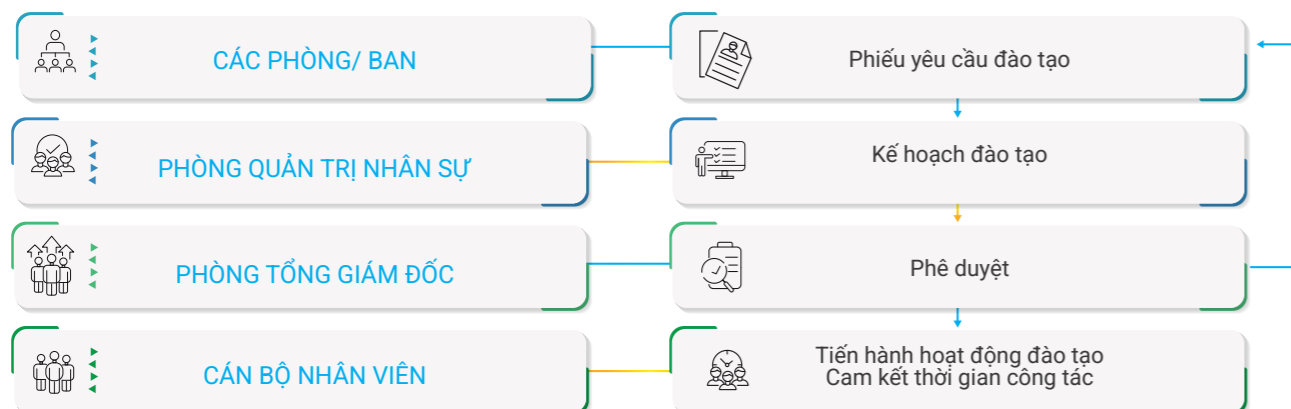 CÁC PHÒNG/ BAN
Phiếu yêu cầu đào tạo
PHÒNG QUẢN TRỊ NHÂN SỰ
Kế hoạch đào tạo
PHÒNG TỔNG GIÁM ĐỐC
Phê duyệt
CÁN BỘ NHÂN VIÊN
Tiến hành hoạt động đào tạo
Cam kết thời gian công tác